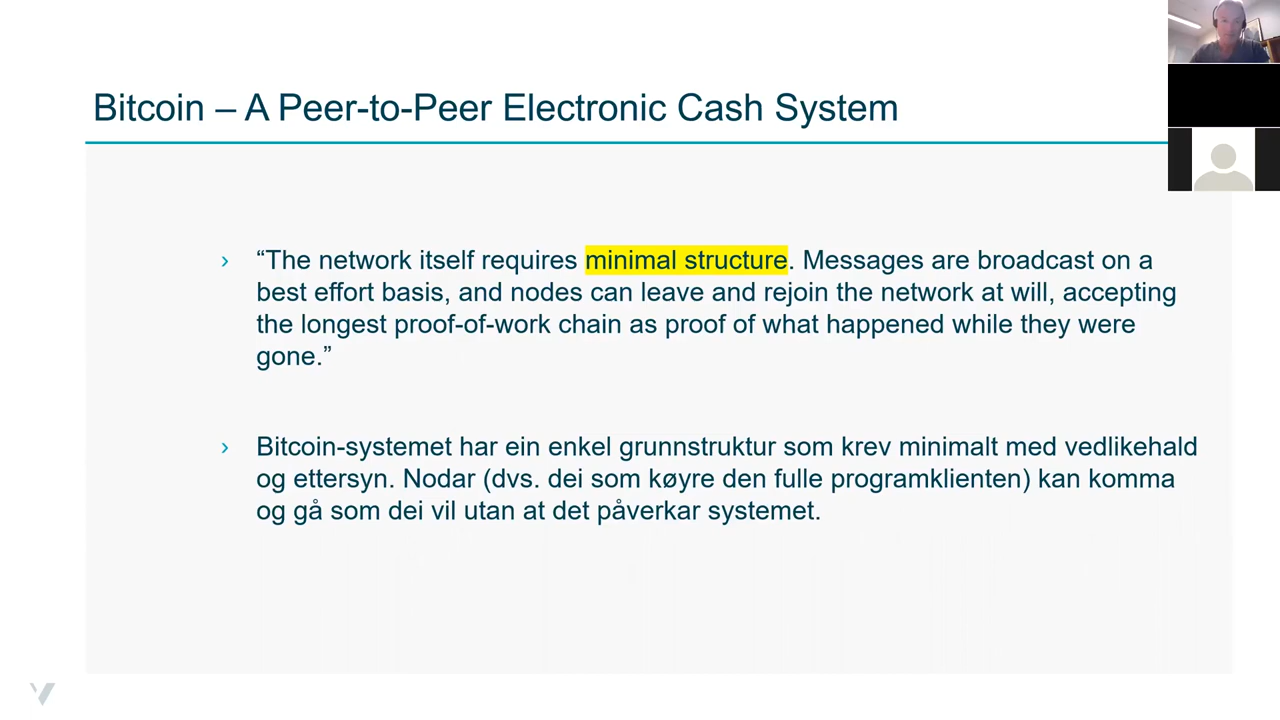 Bitcoin – A Peer-to-Peer Electronic Cash System
› “The network itself requires minimal structure. Messages are broadcast on a
best effort basis, and nodes can leave and rejoin the network at will, accepting
the longest proof-of-work chain as proof of what happened while they were
gone.”
› Bitcoin-systemet har ein enkel grunnstruktur som krev minimalt med vedlikehald
og ettersyn. Nodar (dvs. dei som køyre den fulle programklienten) kan komma
og gå som dei vil utan at det påverkar systemet.